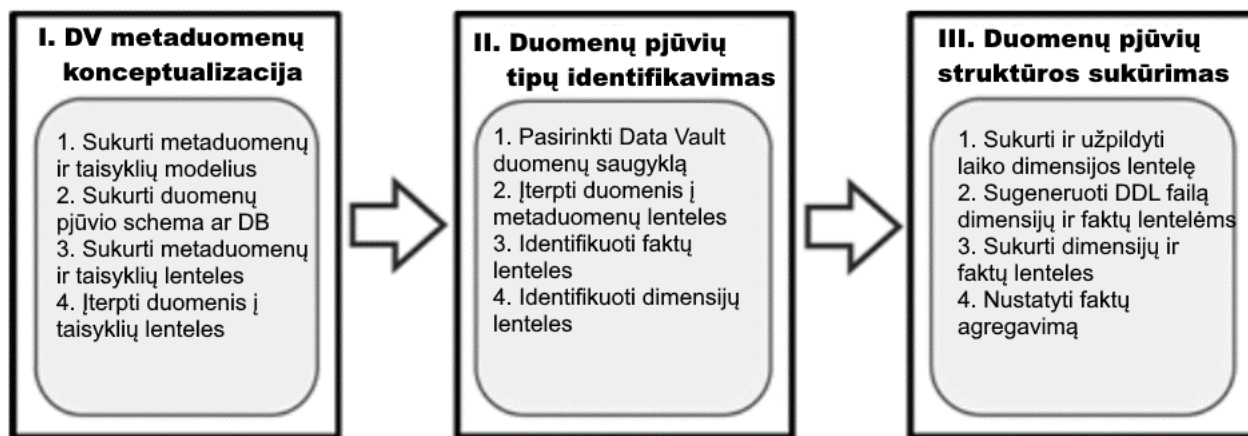 I. DV metaduomenų
konceptualizacija
1. Sukurti metaduomenų
ir taisyklių modelius
2. Sukurti duomenų
pjūvio schema ar DB
3. Sukurti metaduomenų
ir taisyklių lenteles
4. Įterpti duomenis į
taisyklių lenteles
II. Duomenų pjūvių
tipų identifikavimas
1. Pasirinkti Data Vault
duomenų saugyklą
2. Įterpti duomenis į
metaduomenų lenteles
3. Identifikuoti faktų
lenteles
4. Identifikuoti dimensijų
lenteles
III. Duomenų pjūvių
struktūros sukūrimas
1. Sukurti ir užpildyti
laiko dimensijos lentelę
2. Sugeneruoti DDL failą
dimensijų ir faktų lentelėms
3. Sukurti dimensijų ir
faktų lenteles
4. Nustatyti faktų
agregavimą